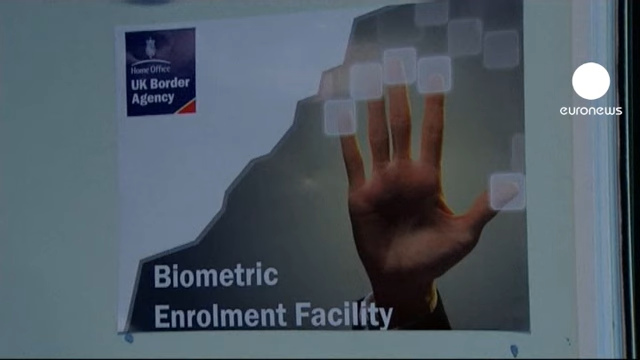 Home Office
UK Border
Agency
euronews
Biometric
Enrolment Facility